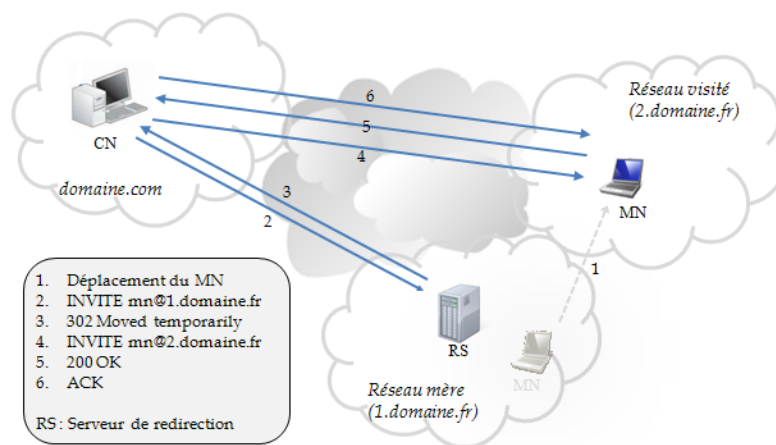 6
5
4
CN
domaine.com
3
2
Réseau visité
(2.domaine.fr)
MN
1
RS
MN
Réseau mère
(1.domaine.fr)
1. Déplacement du MN
2. INVITE mn@1.domaine.fr
3. 302 Moved temporarily
4. INVITE mn@2.domaine.fr
5. 200 OK
6. ACK
RS : Serveur de redirection